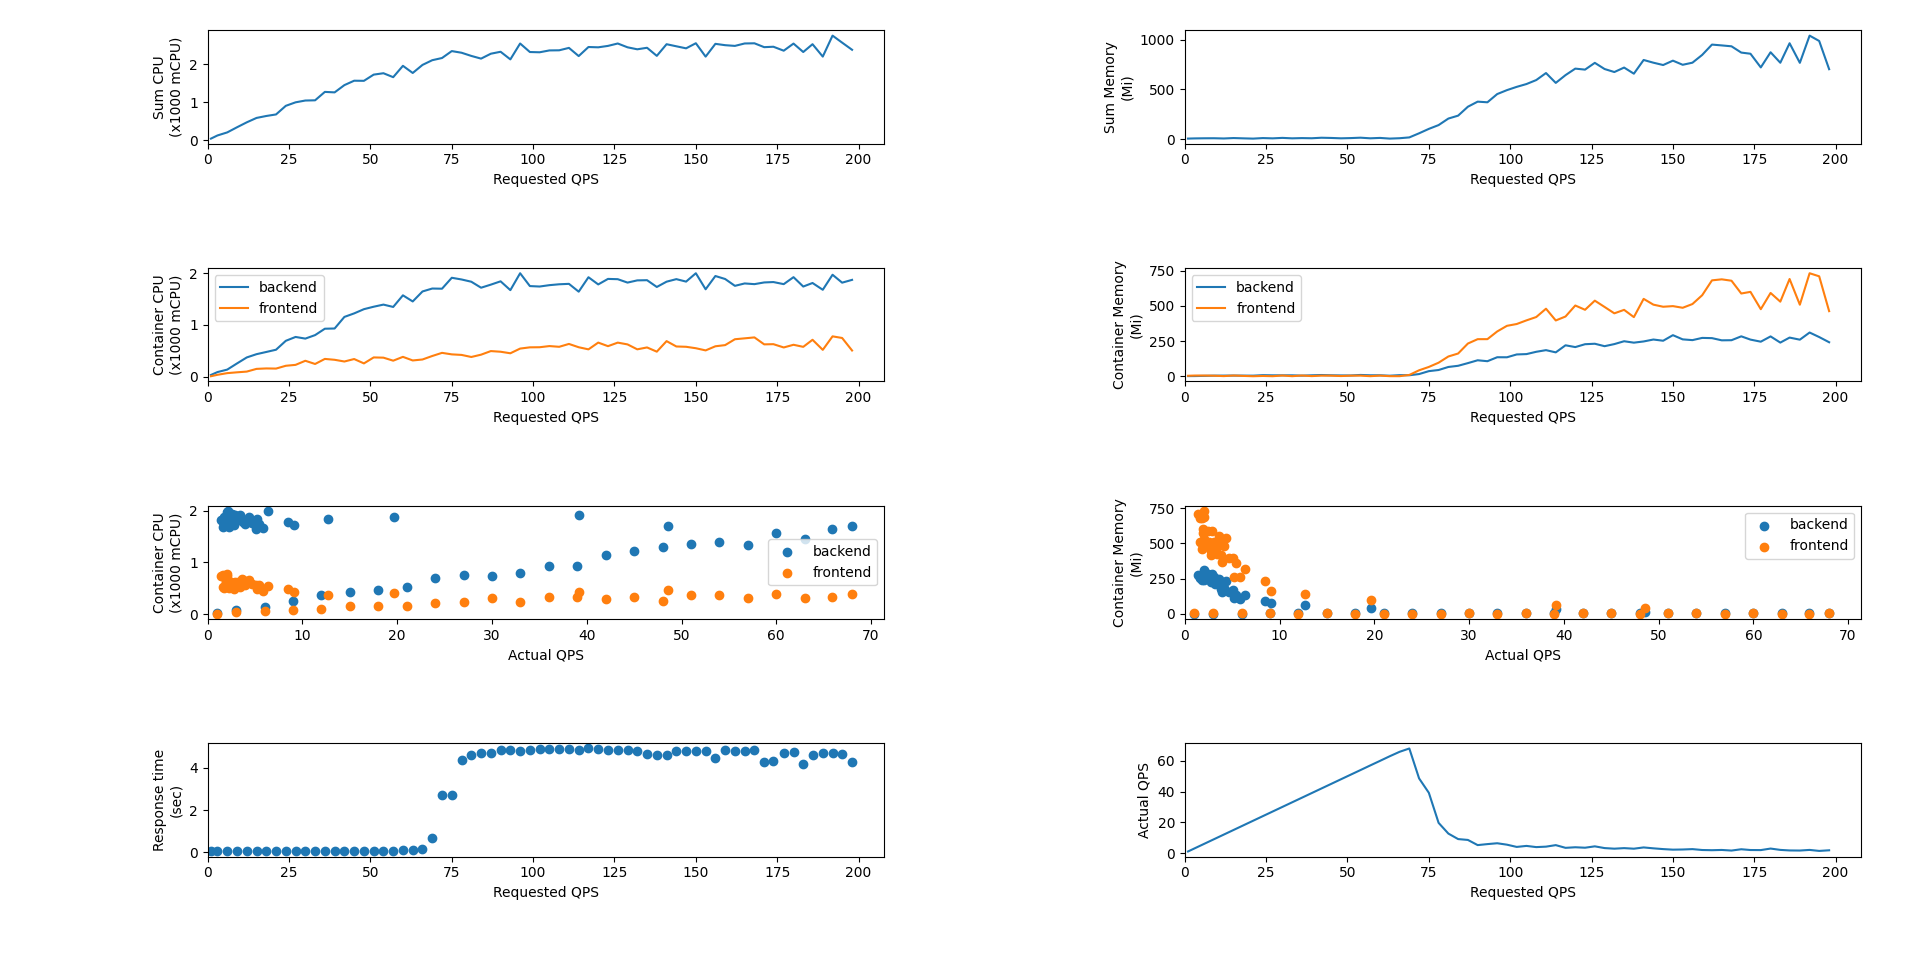 Sum CPU
(x1000 mCPU)
2
1
0
0 25 50 75 100 125 150 175 200
Requested QPS
Sum Memory
(Mi)
1000
500
0
0 25 50 75 100 125 150 175 200
Requested QPS
Container CPU
(x1000 mCPU)
2
1
0
backend
frontend
0 25 50 75 100 125 150 175 200
Requested QPS
Container Memory
(Mi)
750
500
250
0
backend
frontend
0 25 50 75 100 125 150 175 200
Requested QPS
Container CPU
(x1000 mCPU)
2
1
0
backend
frontend
0 10 20 30 40 50 60 70
Actual QPS
Container Memory
(Mi)
750
500
250
0
backend
frontend
0 10 20 30 40 50 60 70
Actual QPS
Response time
(sec)
4
2
0
0 25 50 75 100 125 150 175 200
Requested QPS
Actual QPS
60
40
20
0
0 25 50 75 100 125 150 175 200
Requested QPS